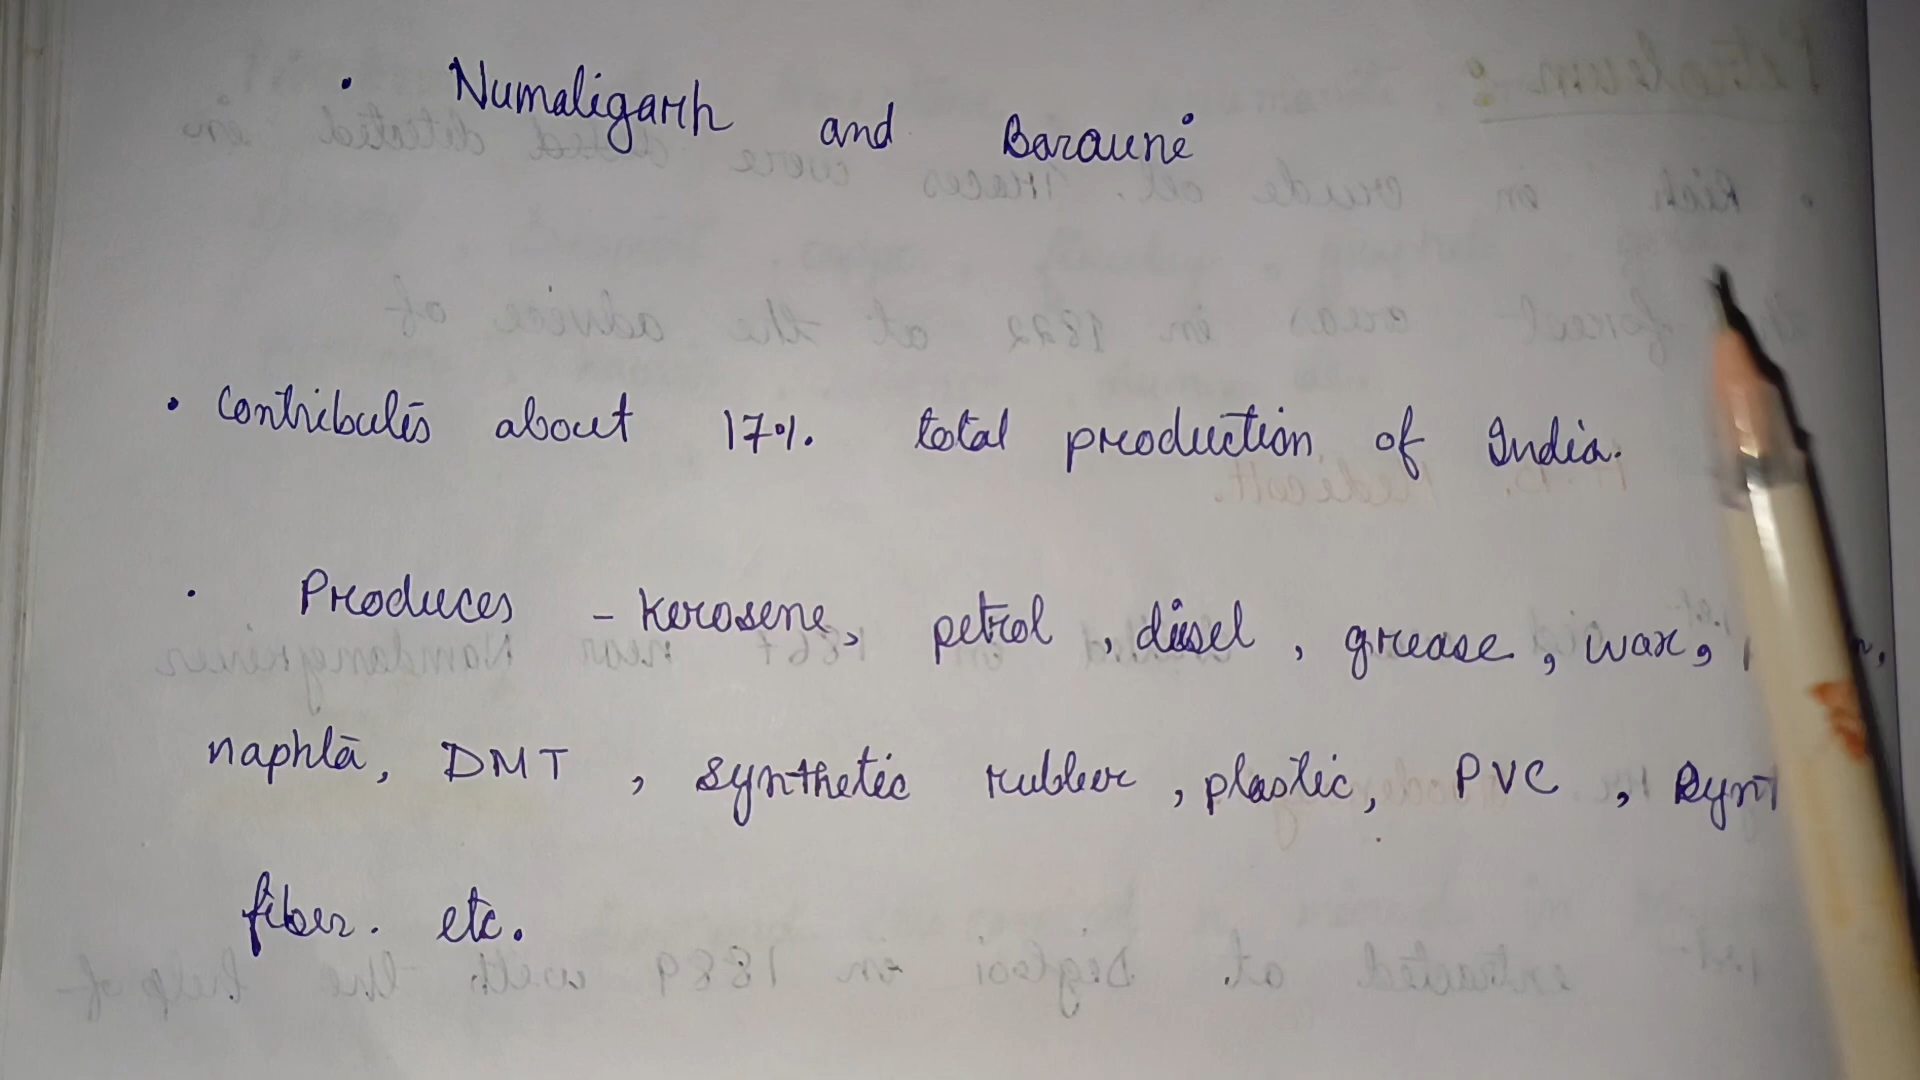 • Numaligarh and Barauni
• Contributes about 17% total production of India.
• Produces - Kerosene, petrol, diesel, grease, wax,
naphta, DMT, synthetic rubber, plastic, PVC,
fiber. etc.